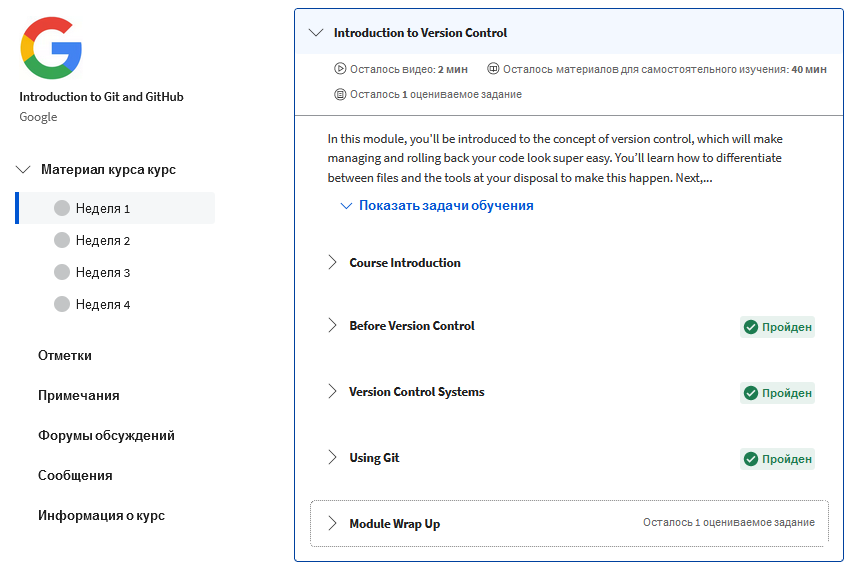 Introduction to Git and GitHub
Google
Материал курса курс
Неделя 1
Неделя 2
Неделя 3
Неделя 4
Отметки
Примечания
Форумы обсуждений
Сообщения
Информация о курс
Introduction to Version Control
Осталось видео: 2 мин Осталось материалов для самостоятельного изучения: 40 мин
Осталось 1 оцениваемое задание
In this module, you'll be introduced to the concept of version control, which will make
managing and rolling back your code look super easy. You'll learn how to differentiate
between files and the tools at your disposal to make this happen. Next,...
Показать задачи обучения
Course Introduction
Before Version Control Пройден
Version Control Systems Пройден
Using Git Пройден
Module Wrap Up Осталось 1 оцениваемое задание